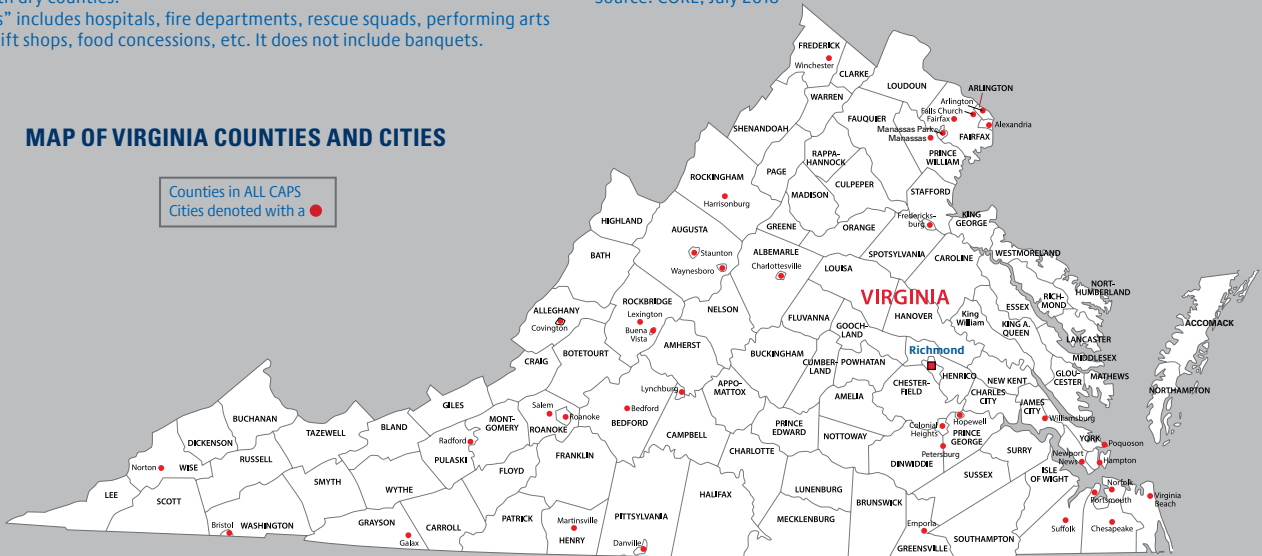 s" includes hospitals, fire departments, rescue squads, performing arts
ift shops, food concessions, etc. It does not include banquets.
MAP OF VIRGINIA COUNTIES AND CITIES
Counties in ALL CAPS
Cities denoted with a
FREDERICK
Winchester
CLARKE
LOUDOUN
WARREN
ARLINGTON
Arlington
Falls Church
Fairfax
FAUQUIER
Alexandria
SHENANDOAH
Manassas Park
Manassas
FAIRFAX
RAPPA-
HANNOCK
PRINCE
WILLIAM
PAGE
ROCKINGHAM
CULPEPER
MADISON
STAFFORD
Harrisonburg
HIGHLAND
Fredericks-
burg
KING
GEORGE
AUGUSTA
GREENE
ORANGE
Staunton
ALBEMARLE
SPOTSYLVANIA
WESTMORELAND
BATH
CAROLINE
Waynesboro
Charlottesville
LOUISA
NORT-
HUMBERLAND
VIRGINIA
RICH-
MOND
ROCKBRIDGE
ESSEX
ALLEGHANY
NELSON
Lexington
FLUVANNA
HANOVER
King
William
Covington
GOOCH-
LAND
KING A.
QUEEN
ACCOMACK
Buena
Vista
AMHERST
LANCASTER
Richmond
BOTETOURT
BUCKINGHAM
CUMBER-
LAND
POWHATAN
MIDDLESEX
CRAIG
GLOU-
CESTER
MATHEWS
HENRICO
NEW KENT
APPO-
MATTOX
CHESTER-
FIELD
CHARLES
CITY
NORTHAMPTON
Lynchburg
AMELIA
JAMES
CITY
GILES
Salem
Bedford
Williamsburg
BUCHANAN
MONT-
GOMERY
Roanoke
ROANOKE
BEDFORD
PRINCE
EDWARD
Colonial
Heights
Hopewell
PRINCE
GEORGE
BLAND
TAZEWELL
CAMPBELL
NOTTOWAY
YORK
Poquoson
DICKENSON
Radford
Petersburg
CHARLOTTE
SURRY
Newport
News
Hampton
PULASKI
FRANKLIN
RUSSELL
DINWIDDIE
Norton
WISE
FLOYD
SUSSEX
ISLE
OF WIGHT
SMYTH
Norfolk
WYTHE
LUNENBURG
LEE
HALIFAX
Virginia
Beach
SCOTT
BRUNSWICK
Portsmouth
PITTSYLVANIA
PATRICK
MECKLENBURG
GRAYSON
Martinsville
Suffolk
Chesapeake
Bristol
WASHINGTON
CARROLL
Emporia
HENRY
Galax
SOUTHAMPTON
Danville
GREENSVILLE